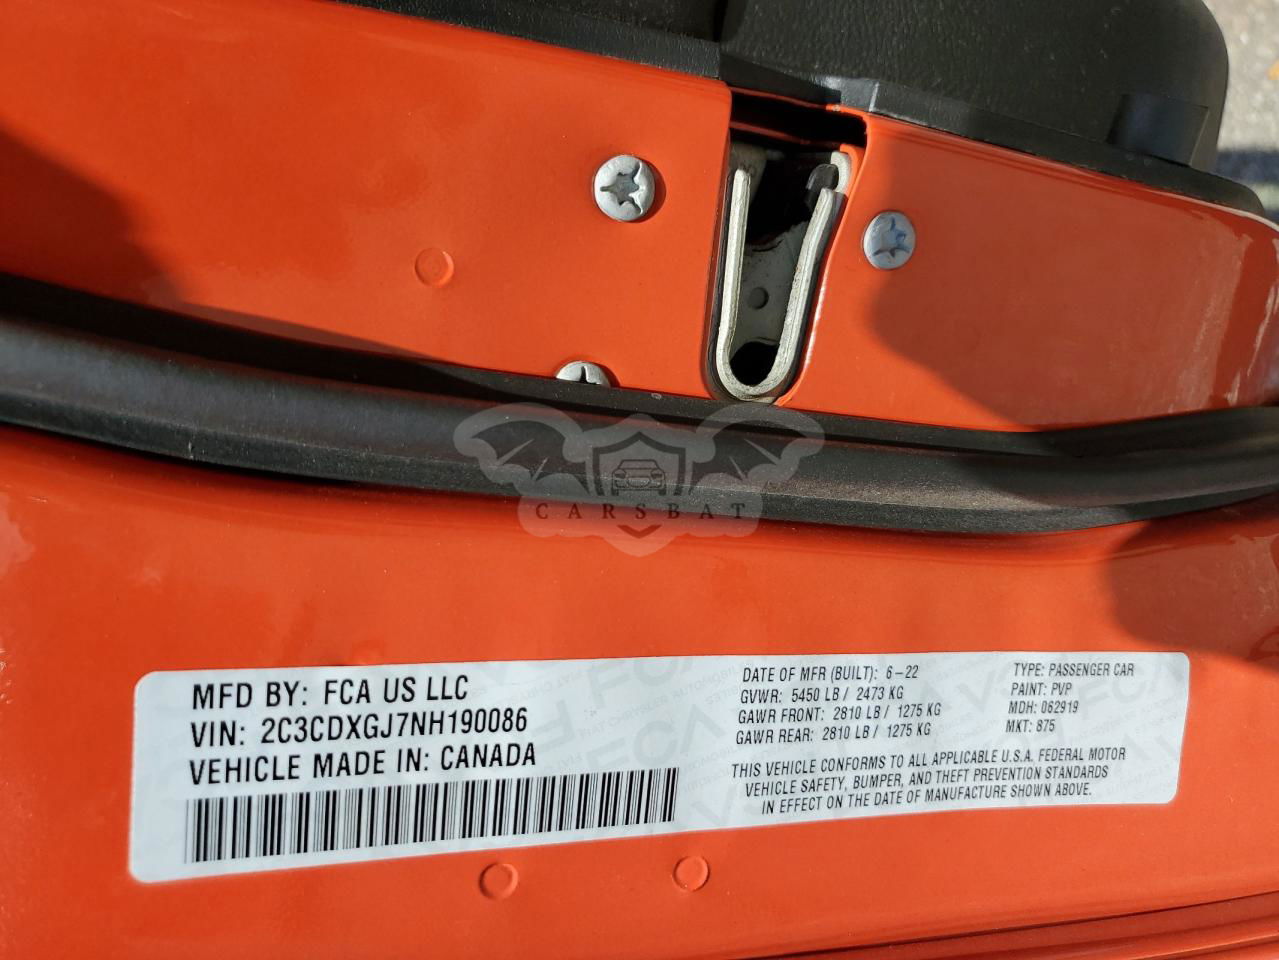 CARSBAT
MFD BY: FCA US LLC
VIN: 2C3CDXGJ7NH190086
VEHICLE MADE IN: CANADA
DATE OF MFR (BUILT): 6-22
GVWR: 5450 LB / 2473 KG
GAWR FRONT: 2810 LB / 1275 KG
GAWR REAR: 2810 LB / 1275 KG
TYPE: PASSENGER CAR
PAINT: PVP
MDH: 062919
MKT: 875
THIS VEHICLE CONFORMS TO ALL APPLICABLE U.S.A. FEDERAL MOTOR
VEHICLE SAFETY, BUMPER, AND THEFT PREVENTION STANDARDS
IN EFFECT ON THE DATE OF MANUFACTURE SHOWN ABOVE.